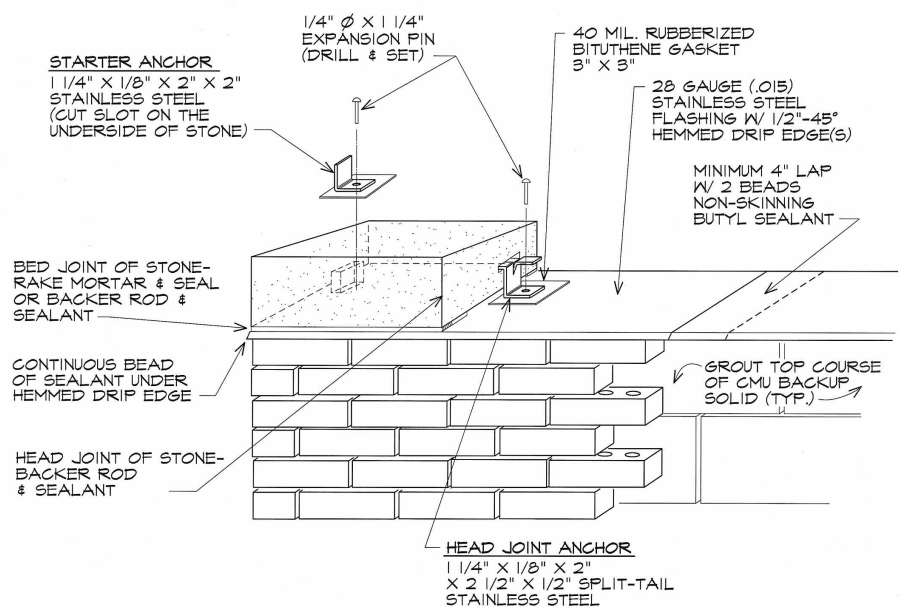 1/4" Ø X 1 1/4"
EXPANSION PIN
(DRILL & SET)
40 MIL. RUBBERIZED
BITUTHENE GASKET
3" X 3"
STARTER ANCHOR
1 1/4" X 1/8" X 2" X 2"
STAINLESS STEEL
(CUT SLOT ON THE
UNDERSIDE OF STONE)
28 GAUGE (.015)
STAINLESS STEEL
FLASHING W/ 1/2"-45°
HEMMED DRIP EDGE(S)
MINIMUM 4" LAP
W/ 2 BEADS
NON-SKINNING
BUTYL SEALANT
BED JOINT OF STONE-
RAKE MORTAR & SEAL
OR BACKER ROD &
SEALANT
CONTINUOUS BEAD
OF SEALANT UNDER
HEMMED DRIP EDGE
GROUT TOP COURSE
OF CMU BACKUP
SOLID (TYP.)
HEAD JOINT OF STONE-
BACKER ROD
& SEALANT
HEAD JOINT ANCHOR
1 1/4" X 1/8" X 2"
X 2 1/2" X 1/2" SPLIT-TAIL
STAINLESS STEEL